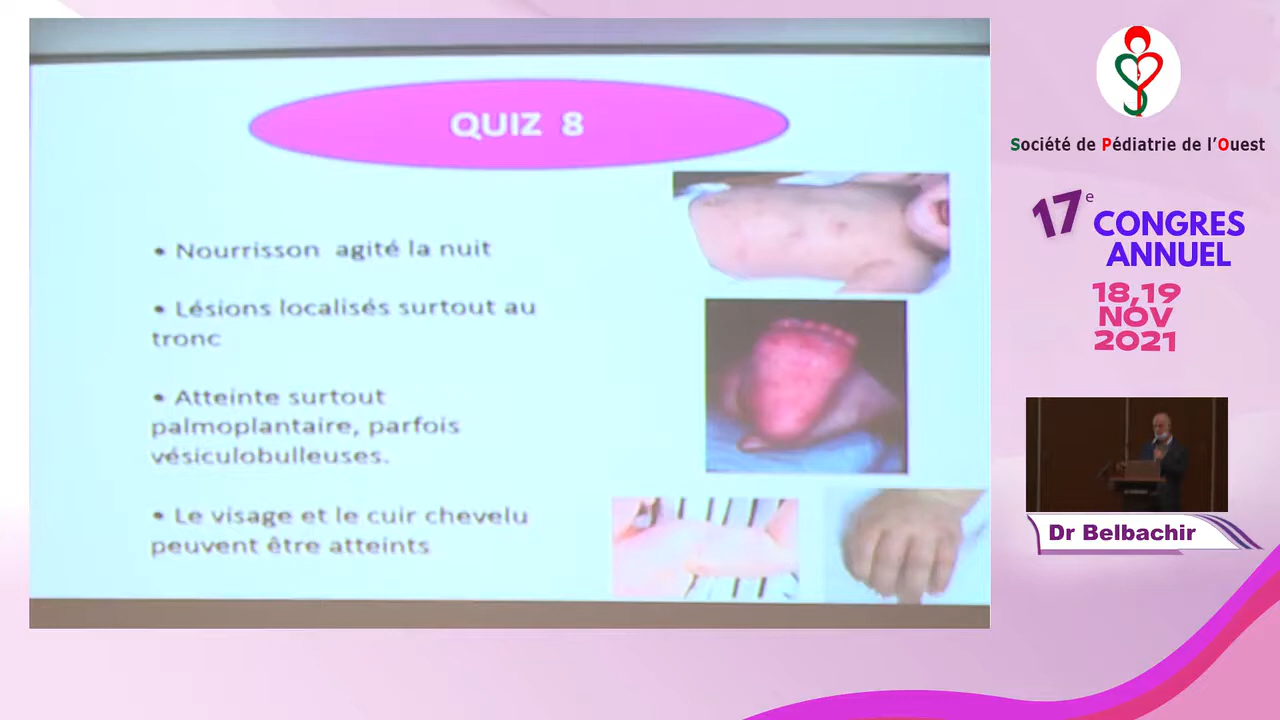 QUIZ 8
• Nourrisson agité la nuit
• Lésions localisés surtout au
tronc
• Atteinte surtout
palmoplantaire, parfois
vésiculobulleuses.
• Le visage et le cuir chevelu
peuvent être atteints
Société de Pédiatrie de l'Ouest
17e CONGRES
ANNUEL
18,19
NOV
2021
Dr Belbachir